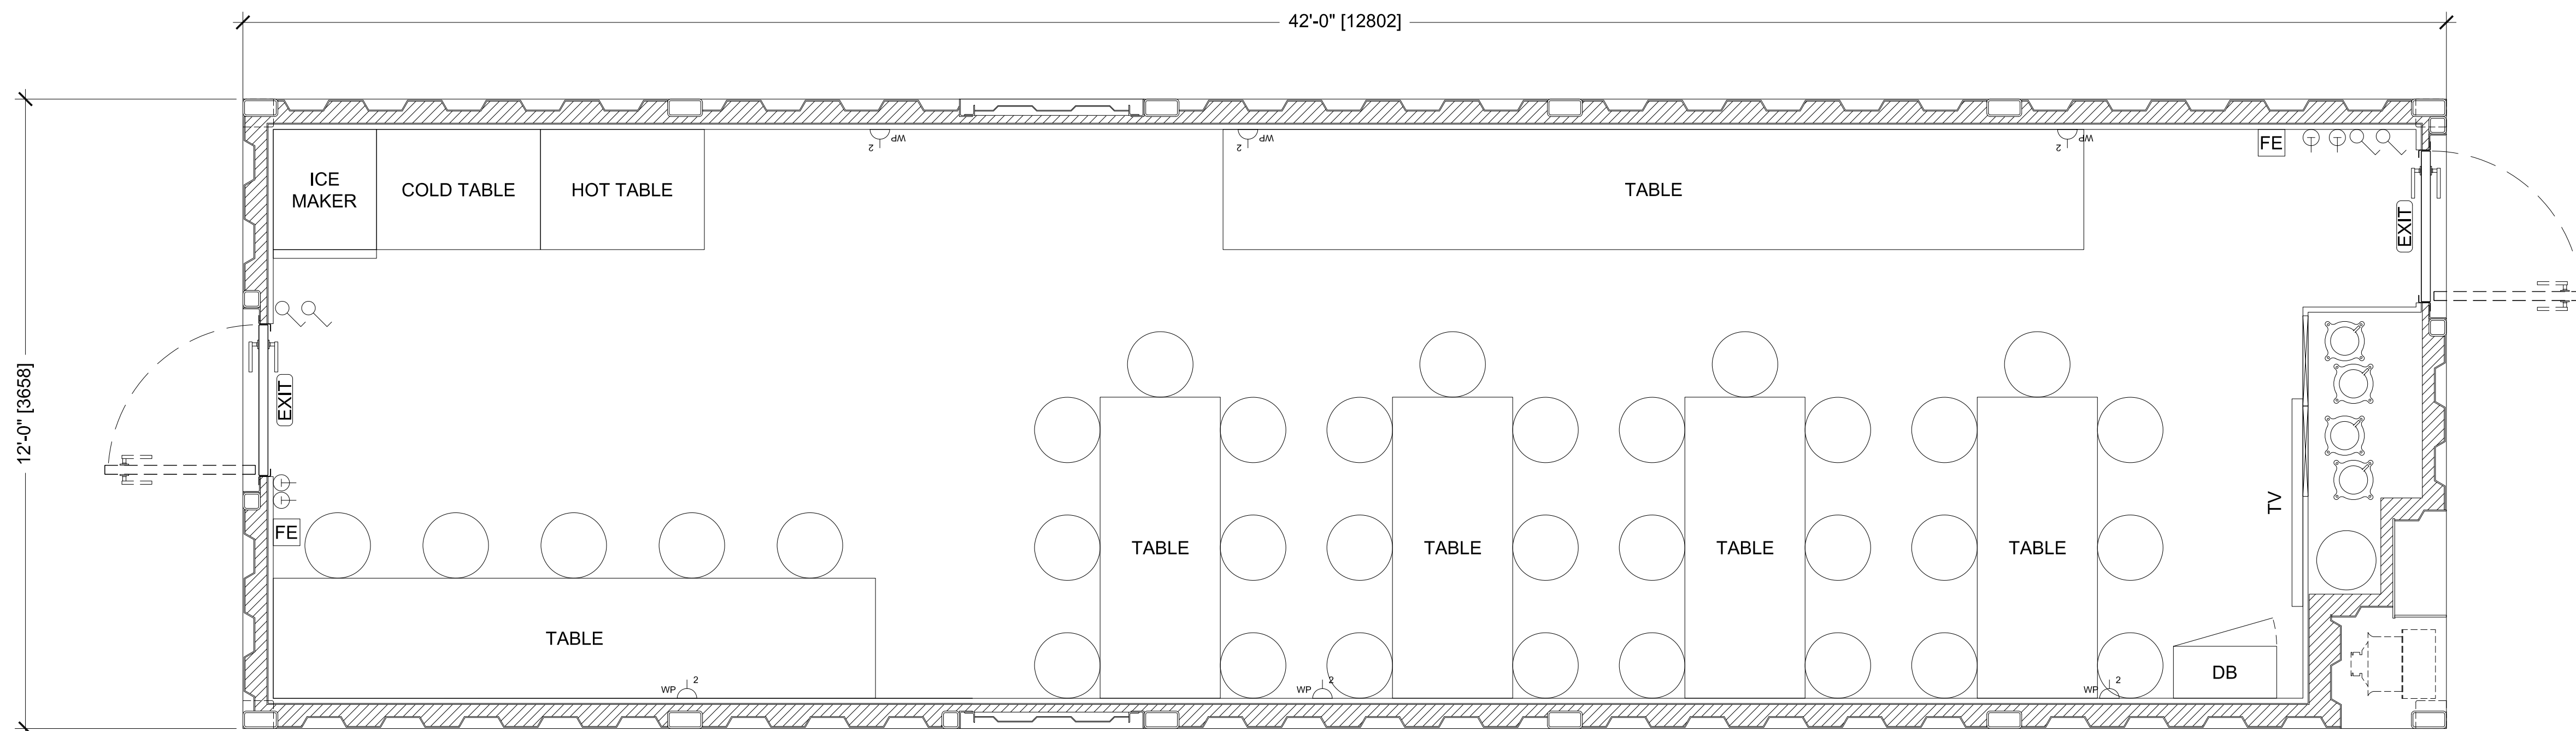 42'-0" [12802]
12'-0" [3658]
2
WP
2
WP
WP
2
ICE
MAKER
COLD TABLE
HOT TABLE
TABLE
FE
EXIT
EXIT
FE
TV
TABLE
TABLE
TABLE
TABLE
TABLE
DB
WP 2
WP 2
WP 2